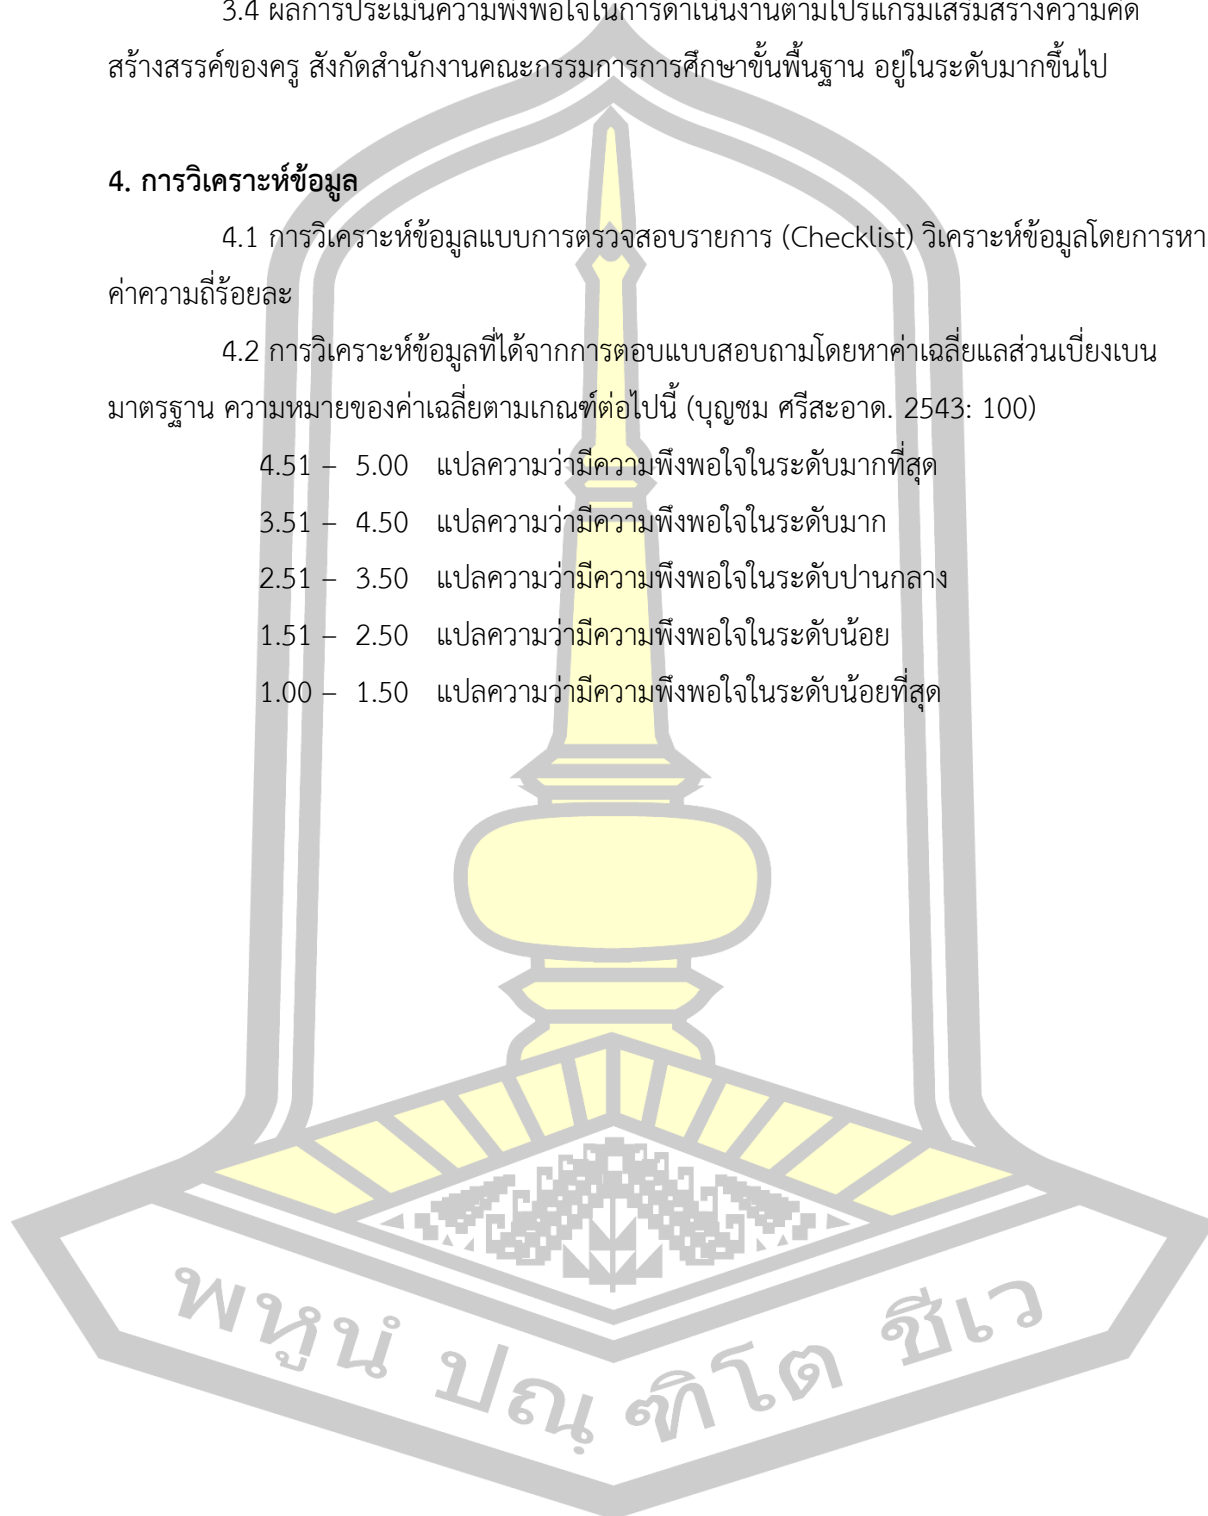 3.4 ผลการประเมินความพึงพอใจในการดำเนินงานตามโปรแกรมเสริมสร้างความคิด
สร้างสรรค์ของครู สังกัดสำนักงานคณะกรรมการการศึกษาขั้นพื้นฐาน อยู่ในระดับมากขึ้นไป
4. การวิเคราะห์ข้อมูล
4.1 การวิเคราะห์ข้อมูลแบบการตรวจสอบรายการ (Checklist) วิเคราะห์ข้อมูลโดยการหา
ค่าความถี่ร้อยละ
4.2 การวิเคราะห์ข้อมูลที่ได้จากการตอบแบบสอบถามโดยหาค่าเฉลี่ยแลส่วนเบี่ยงเบน
มาตรฐาน ความหมายของค่าเฉลี่ยตามเกณฑ์ต่อไปนี้ (บุญชม ศรีสะอาด. 2543: 100)
4.51 – 5.00 แปลความว่ามีความพึงพอใจในระดับมากที่สุด
3.51 – 4.50 แปลความว่ามีความพึงพอใจในระดับมาก
2.51 – 3.50 แปลความว่ามีความพึงพอใจในระดับปานกลาง
1.51 – 2.50 แปลความว่ามีความพึงพอใจในระดับน้อย
1.00 – 1.50 แปลความว่ามีความพึงพอใจในระดับน้อยที่สุด
พหูนํ ปณฺฑิโต ชีเว